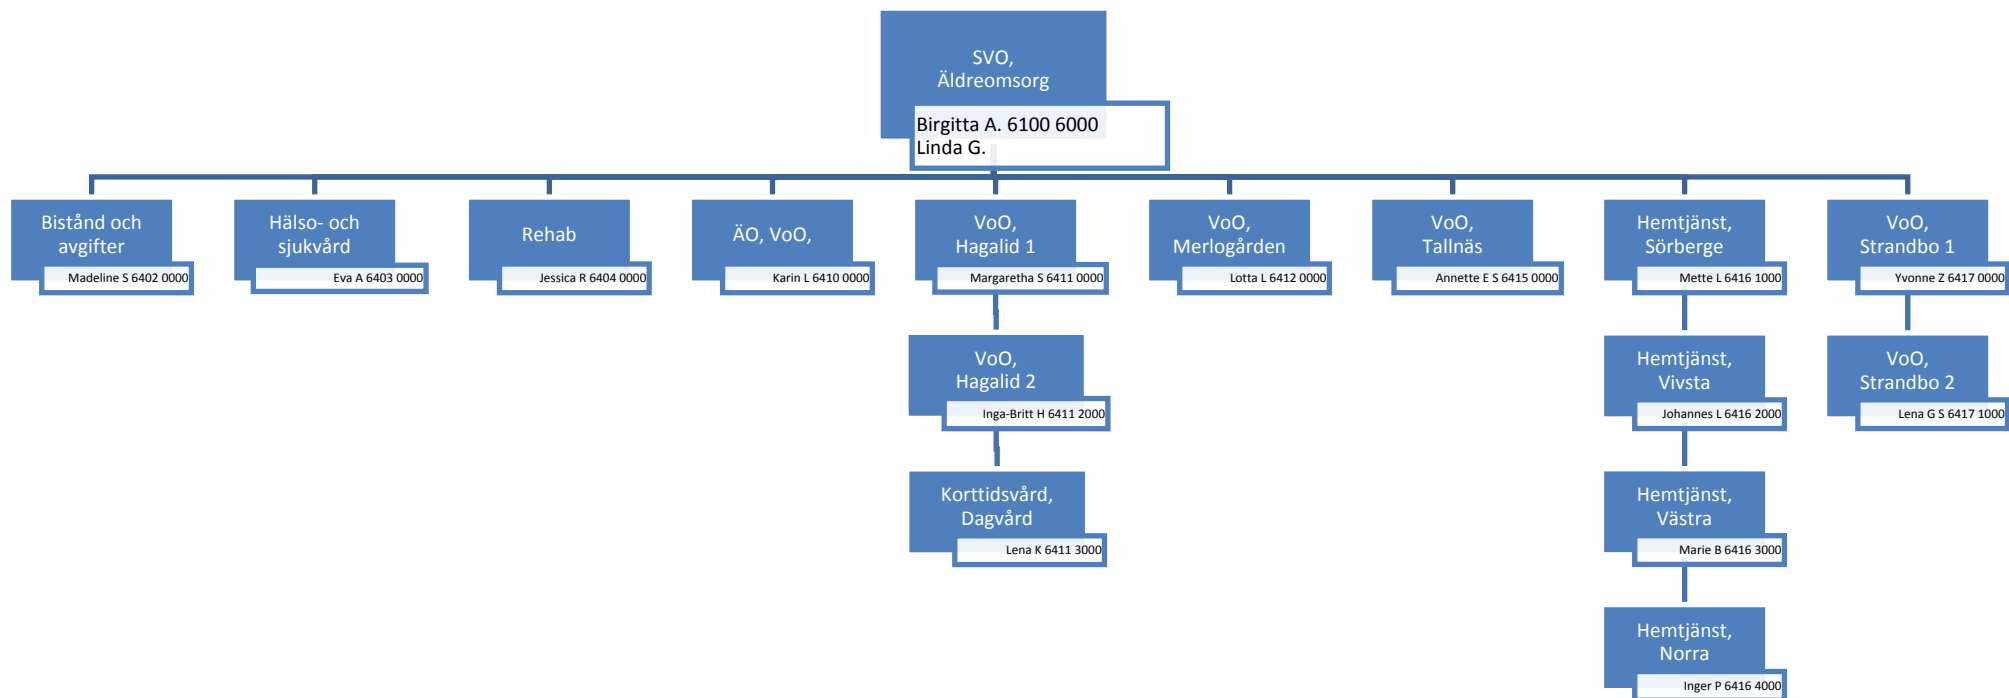 SVO,
Äldreomsorg
Birgitta A. 6100 6000
Linda G.
Bistånd och
avgifter
Madeline S 6402 0000
Hälso- och
sjukvård
Eva A 6403 0000
Rehab
Jessica R 6404 0000
ÄO, VoO,
Karin L 6410 0000
VoO,
Hagalid 1
Margaretha S 6411 0000
VoO,
Merlogården
Lotta L 6412 0000
VoO,
Tallnäs
Annette E S 6415 0000
Hemtjänst,
Sörberge
Mette L 6416 1000
VoO,
Strandbo 1
Yvonne Z 6417 0000
VoO,
Hagalid 2
Inga-Britt H 6411 2000
Hemtjänst,
Vivsta
Johannes L 6416 2000
VoO,
Strandbo 2
Lena G S 6417 1000
Korttidsvård,
Dagvård
Lena K 6411 3000
Hemtjänst,
Västra
Marie B 6416 3000
Hemtjänst,
Norra
Inger P 6416 4000